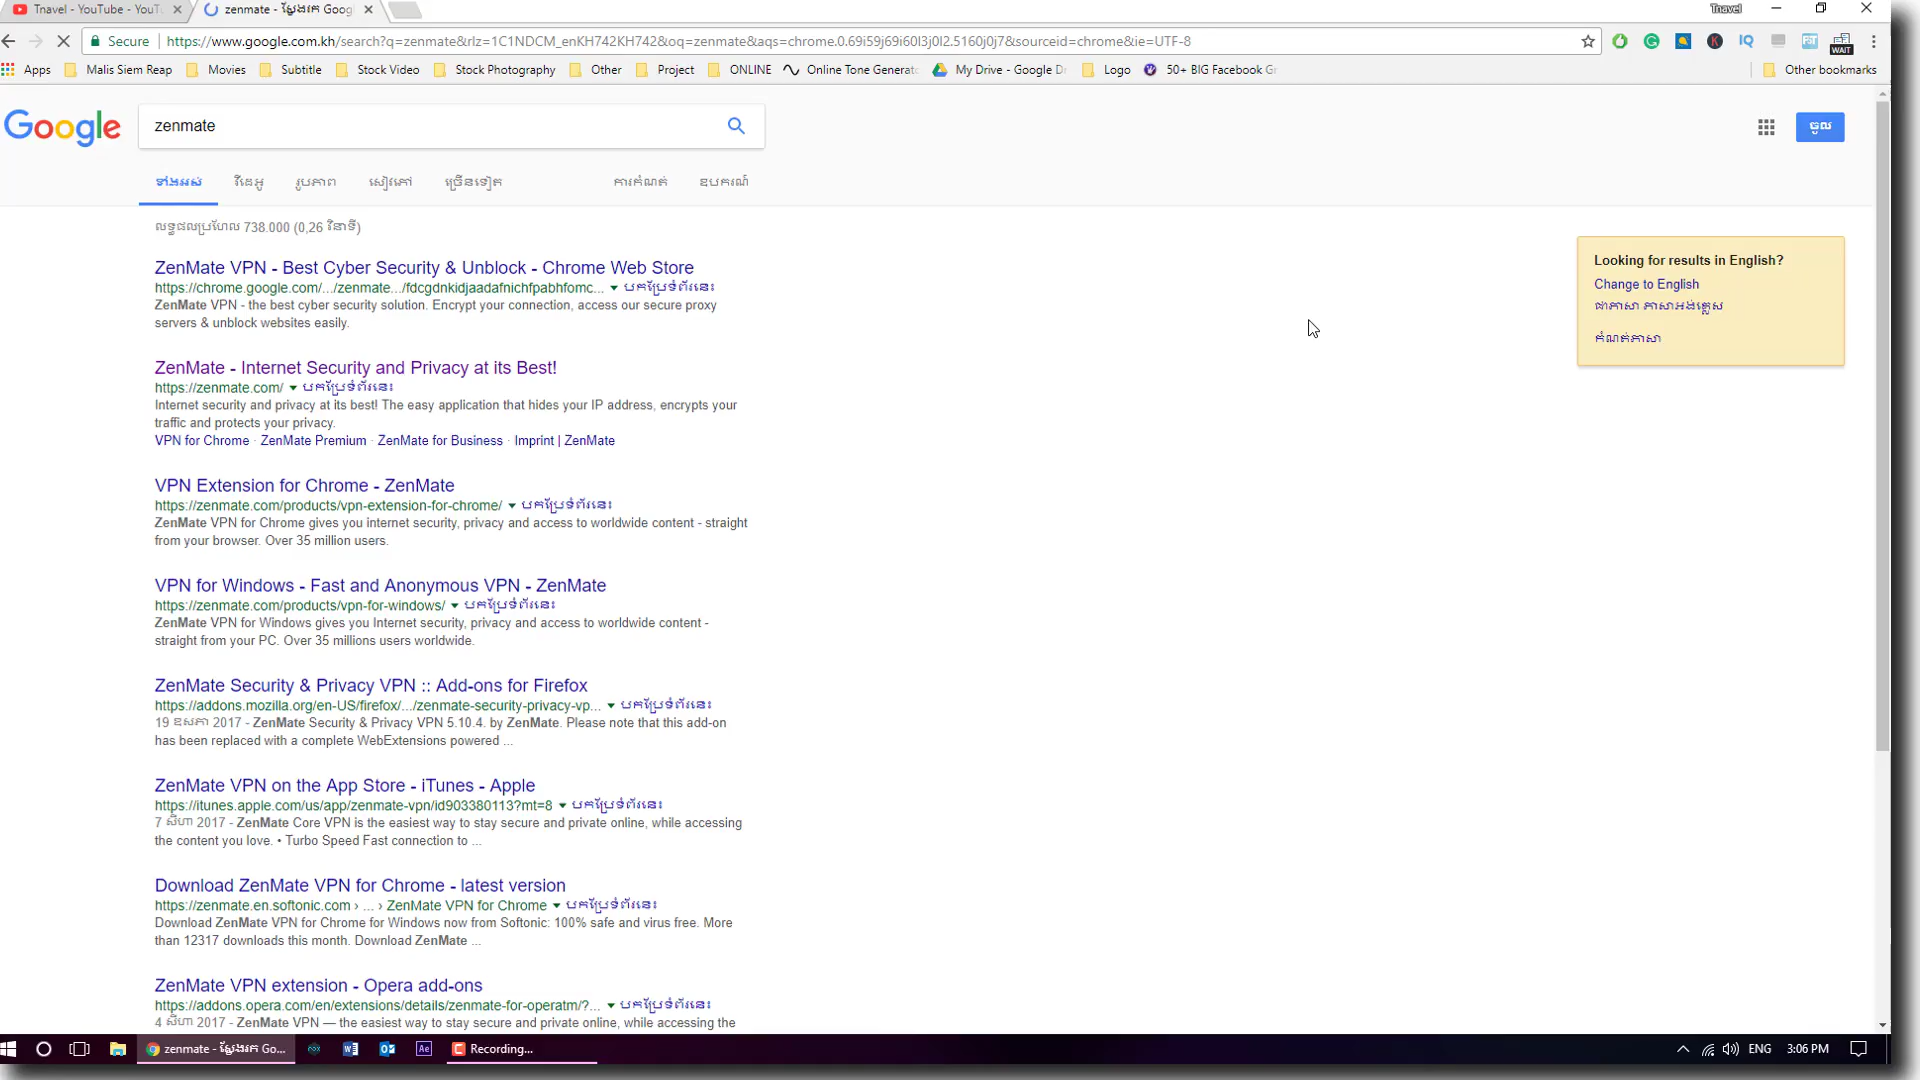 Tnavel - YouTube - YouT
zenmate - ស្វែងរក Goog
Tnavel
Secure
https://www.google.com.kh/search?q=zenmate&rlz=1C1NDCM_enKH742KH742&oq=zenmate&aqs=chrome.0.69i59j69i60l3j0l2.5160j0j7&sourceid=chrome&ie=UTF-8
WAIT
Apps Malis Siem Reap Movies Subtitle Stock Video Stock Photography Other Project ONLINE Online Tone Generato My Drive - Google Dr Logo 50+ BIG Facebook Gr Other bookmarks
Google
zenmate
ចូល
ទាំងអស់ វីដេអូ រូបភាព សៀវភៅ ច្រើនទៀត ការកំណត់ ឧបករណ៍
លទ្ធផលប្រហែល 738.000 (0,26 វិនាទី)
ZenMate VPN - Best Cyber Security & Unblock - Chrome Web Store
https://chrome.google.com/.../zenmate.../fdcgdnkidjaadafnichfpabhfomc... បកប្រែទំព័រនេះ
ZenMate VPN - the best cyber security solution. Encrypt your connection, access our secure proxy
servers & unblock websites easily.
ZenMate - Internet Security and Privacy at its Best!
https://zenmate.com/ បកប្រែទំព័រនេះ
Internet security and privacy at its best! The easy application that hides your IP address, encrypts your
traffic and protects your privacy.
VPN for Chrome · ZenMate Premium · ZenMate for Business · Imprint | ZenMate
VPN Extension for Chrome - ZenMate
https://zenmate.com/products/vpn-extension-for-chrome/ បកប្រែទំព័រនេះ
ZenMate VPN for Chrome gives you internet security, privacy and access to worldwide content - straight
from your browser. Over 35 million users.
VPN for Windows - Fast and Anonymous VPN - ZenMate
https://zenmate.com/products/vpn-for-windows/ បកប្រែទំព័រនេះ
ZenMate VPN for Windows gives you Internet security, privacy and access to worldwide content -
straight from your PC. Over 35 millions users worldwide.
ZenMate Security & Privacy VPN :: Add-ons for Firefox
https://addons.mozilla.org/en-US/firefox/.../zenmate-security-privacy-vp... បកប្រែទំព័រនេះ
19 ឧសភា 2017 - ZenMate Security & Privacy VPN 5.10.4. by ZenMate. Please note that this add-on
has been replaced with a complete WebExtensions powered ...
ZenMate VPN on the App Store - iTunes - Apple
https://itunes.apple.com/us/app/zenmate-vpn/id903380113?mt=8 បកប្រែទំព័រនេះ
7 សីហា 2017 - ZenMate Core VPN is the easiest way to stay secure and private online, while accessing
the content you love. • Turbo Speed Fast connection to ...
Download ZenMate VPN for Chrome - latest version
https://zenmate.en.softonic.com › ... › ZenMate VPN for Chrome បកប្រែទំព័រនេះ
Download ZenMate VPN for Chrome for Windows now from Softonic: 100% safe and virus free. More
than 12317 downloads this month. Download ZenMate ...
ZenMate VPN extension - Opera add-ons
https://addons.opera.com/en/extensions/details/zenmate-for-operatm/?... បកប្រែទំព័រនេះ
4 សីហា 2017 - ZenMate VPN — the easiest way to stay secure and private online, while accessing the
Looking for results in English?
Change to English
ជាភាសា ភាសាអង់គ្លេស
កំណត់ភាសា
zenmate - ស្វែងរក Go...
Recording...
ENG
3:06 PM